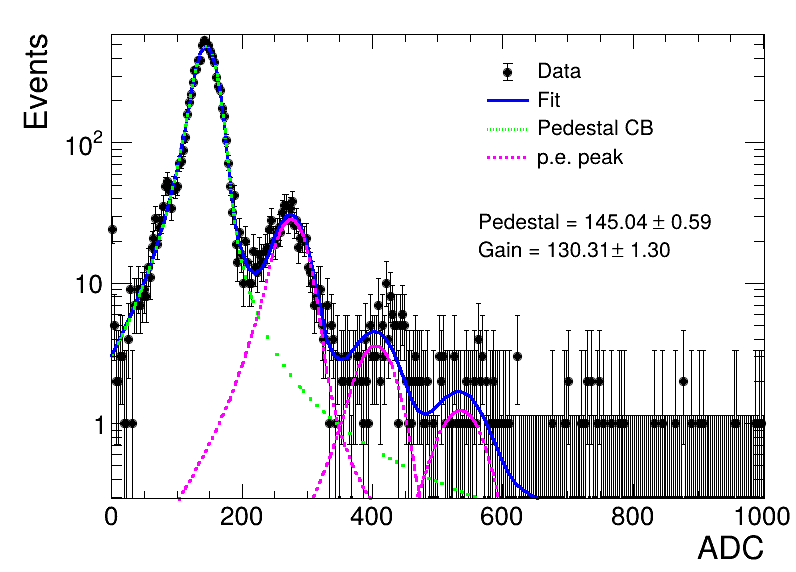 Events
10²
10
1
Data
Fit
Pedestal CB
p.e. peak
Pedestal = 145.04 ± 0.59
Gain = 130.31± 1.30
0 200 400 600 800 1000
ADC